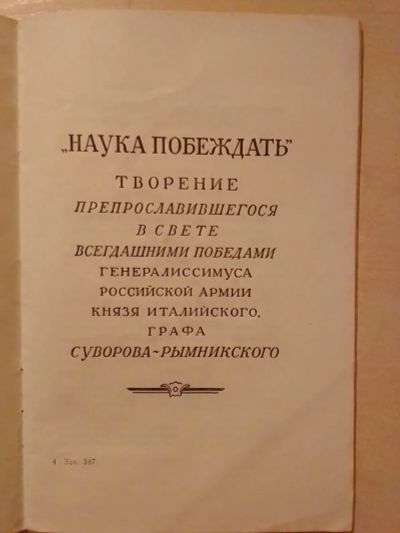 „НАУКА ПОБЕЖДАТЬ"
ТВОРЕНИЕ
ПРЕПРОСЛАВИВШЕГОСЯ
В СВЕТЕ
ВСЕГДАШНИМИ ПОБЕДАМИ
ГЕНЕРАЛИССИМУСА
РОССИЙСКОЙ АРМИИ
КНЯЗЯ ИТАЛИЙСКОГО,
ГРАФА
СУВОРОВА-РЫМНИКСКОГО
4 Зак. 347